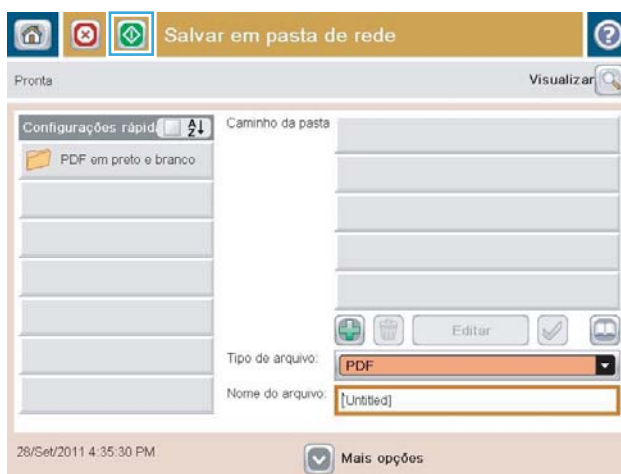 Salvar em pasta de rede
Pronta
Visualizar
Configurações rápid
Caminho da pasta
PDF em preto e branco
Editar
Tipo de arquivo:
PDF
Nome do arquivo:
[Untitled]
28/Set/2011 4:35:30 PM
Mais opções